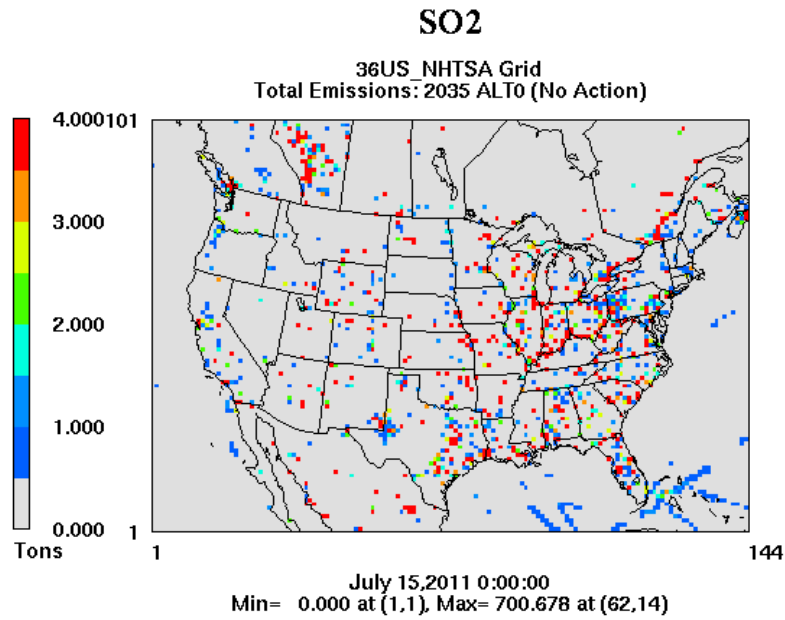 SO2
36US_NHTSA Grid
Total Emissions: 2035 ALT0 (No Action)
4.000
101
3.000
2.000
1.000
0.000
1
Tons
1
144
July 15,2011 0:00:00
Min= 0.000 at (1,1), Max= 700.678 at (62,14)